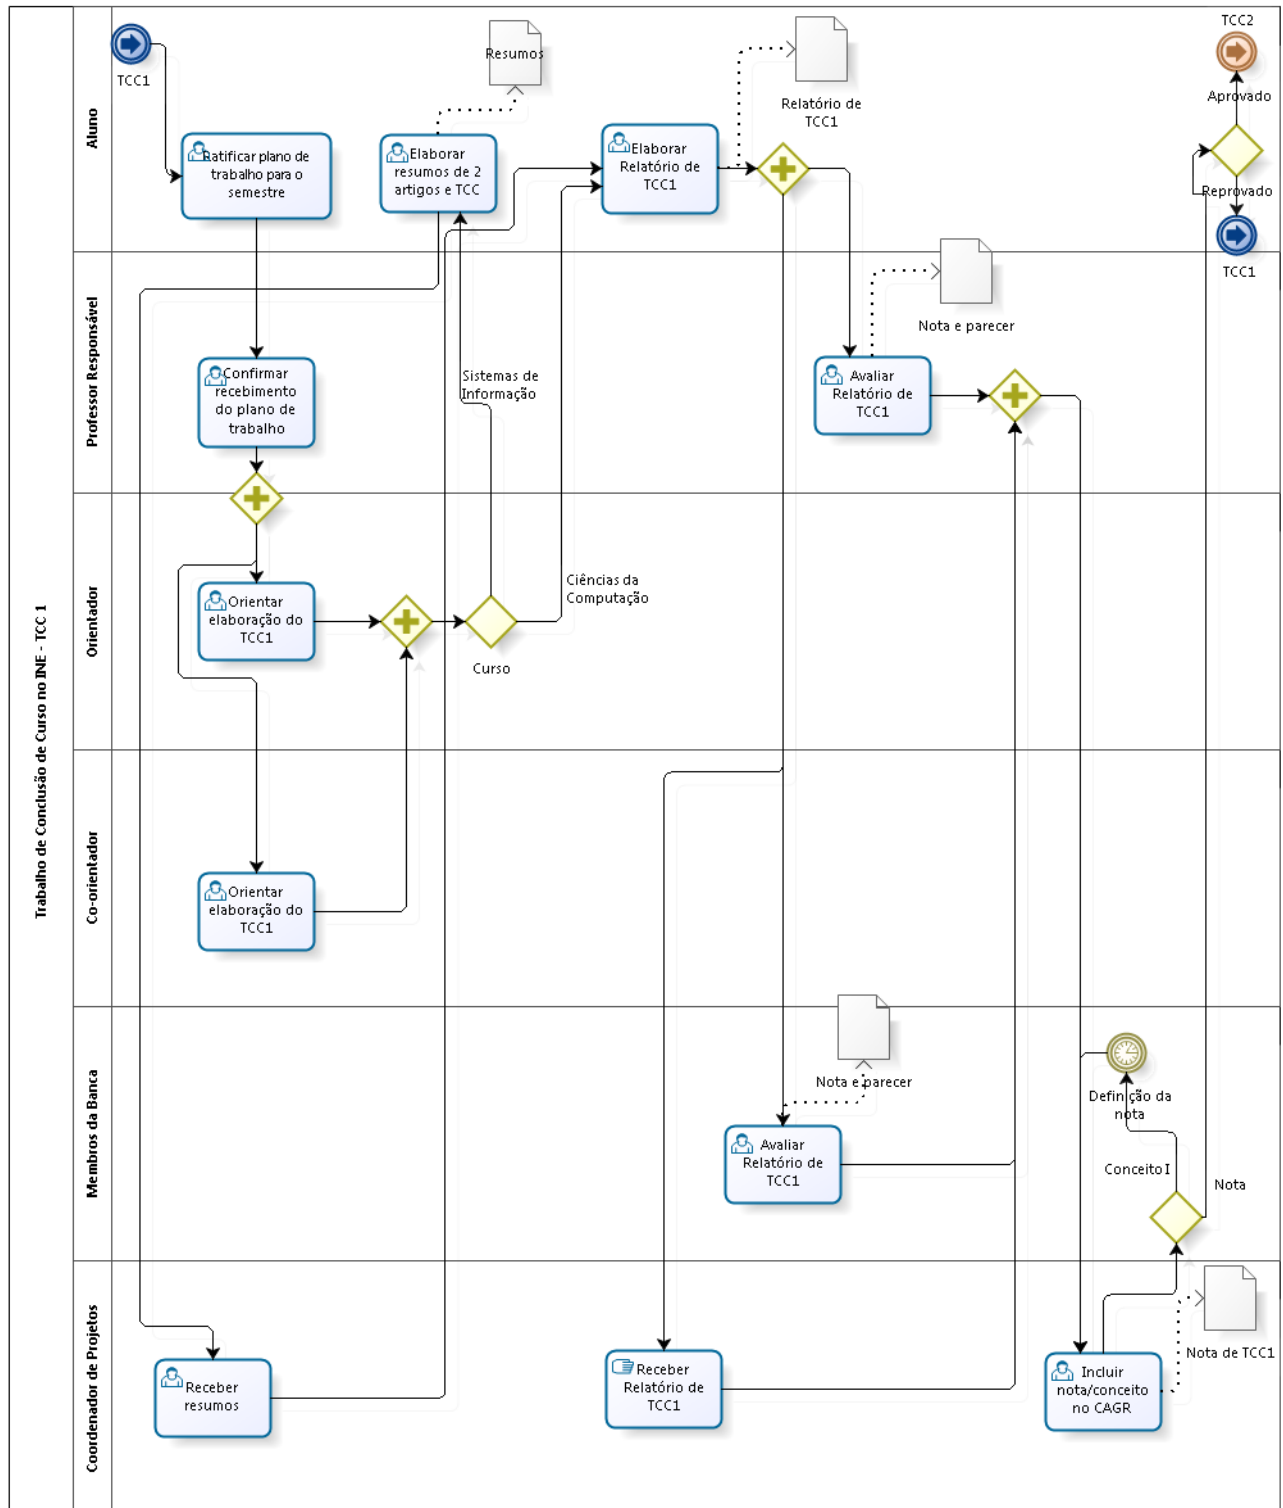 Trabalho de Conclusão de Curso no INE - TCC 1
Aluno
TCC1
Ratificar plano de
trabalho para o
semestre
Resumos
Elaborar
resumos de 2
artigos e TCC
Elaborar
Relatório de
TCC1
Relatório de
TCC1
TCC2
Aprovado
Reprovado
TCC1
Professor Responsável
Confirmar
recebimento
do plano de
trabalho
Sistemas de
Informação
Nota e parecer
Avaliar
Relatório de
TCC1
Orientador
Orientar
elaboração do
TCC1
Curso
Ciências da
Computação
Co-orientador
Orientar
elaboração do
TCC1
Membros da Banca
Nota e parecer
Avaliar
Relatório de
TCC1
Definição da
nota
Conceito I
Nota
Coordenador de Projetos
Receber
resumos
Receber
Relatório de
TCC1
Incluir
nota/conceito
no CAGR
Nota de TCC1